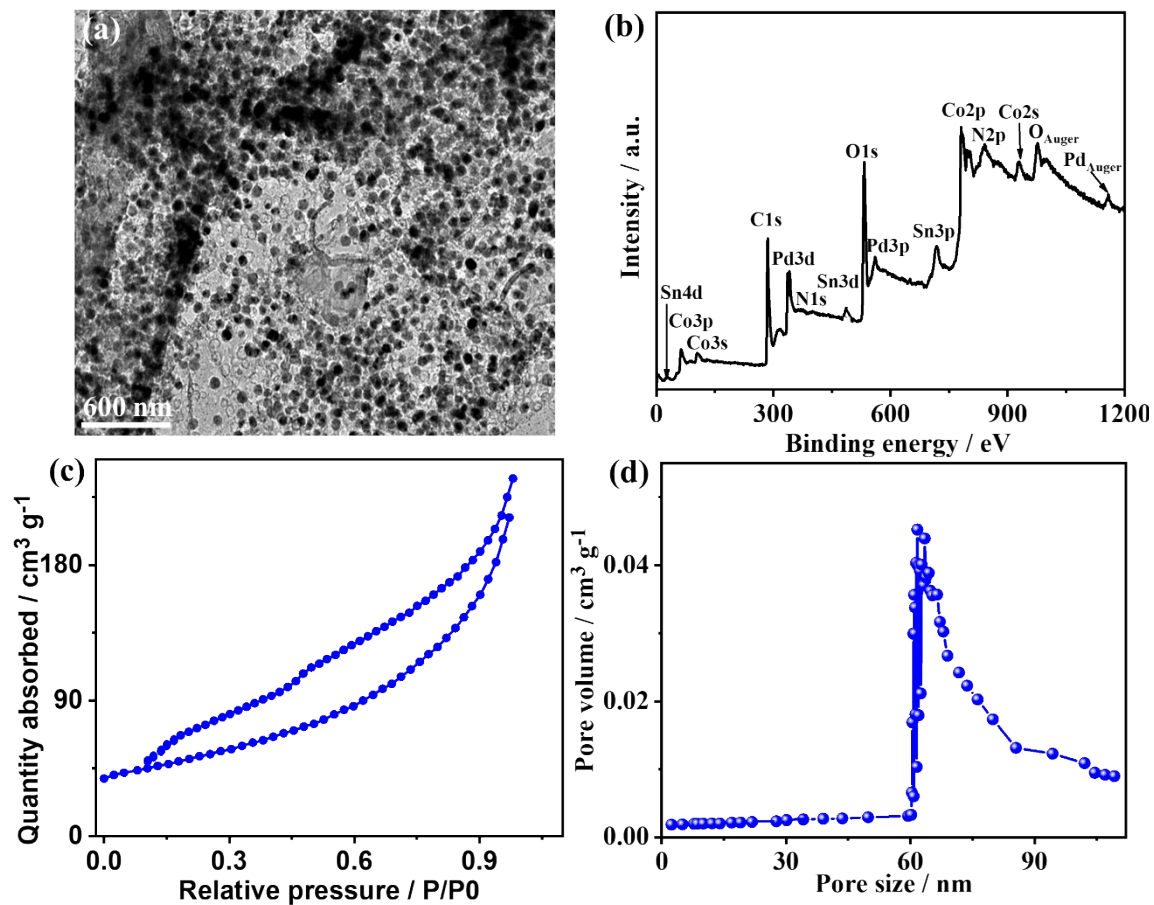 (a)
600 nm
(b)
Intensity / a.u.
Sn4d
Co3p
Co3s
C1s
Pd3d
N1s
Sn3d
O1s
Pd3p
Sn3p
Co2p
N2p
Co2s
O Auger
Pd Auger
0 300 600 900 1200
Binding energy / eV
(c)
Quantity absorbed / cm³ g⁻¹
180
90
0
0.0 0.3 0.6 0.9
Relative pressure / P/P0
(d)
Pore volume / cm³ g⁻¹
0.04
0.02
0.00
0 30 60 90
Pore size / nm